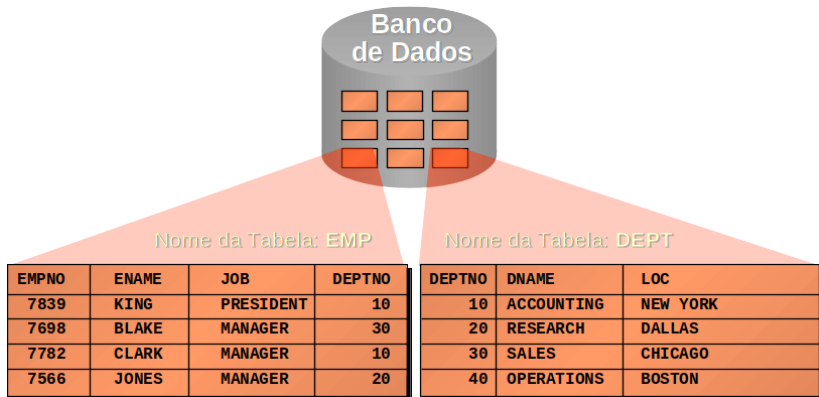 Banco
de Dados
Nome da Tabela: EMP
EMPNO ENAME JOB DEPTNO
7839 KING PRESIDENT 10
7698 BLAKE MANAGER 30
7782 CLARK MANAGER 10
7566 JONES MANAGER 20
Nome da Tabela: DEPT
DEPTNO DNAME LOC
10 ACCOUNTING NEW YORK
20 RESEARCH DALLAS
30 SALES CHICAGO
40 OPERATIONS BOSTON